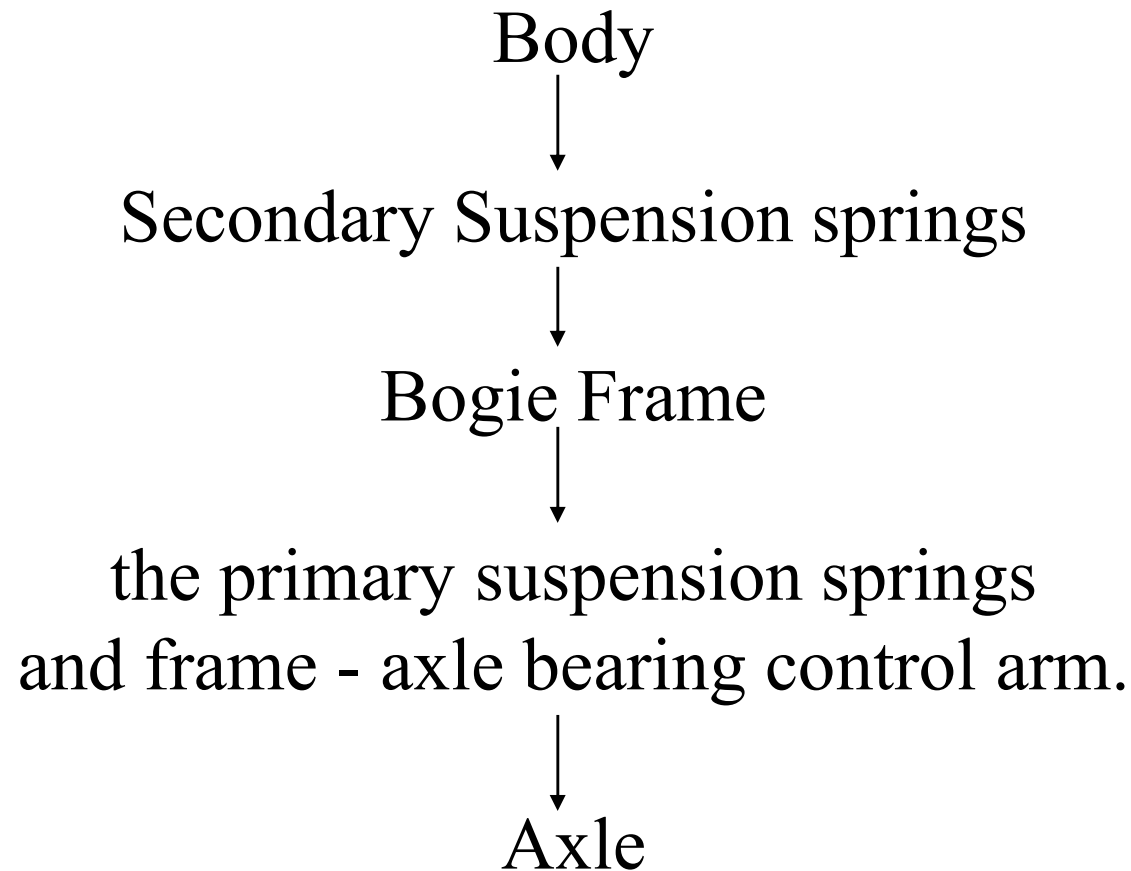 Body
Secondary Suspension springs
Bogie Frame
the primary suspension springs
and frame - axle bearing control arm.
Axle